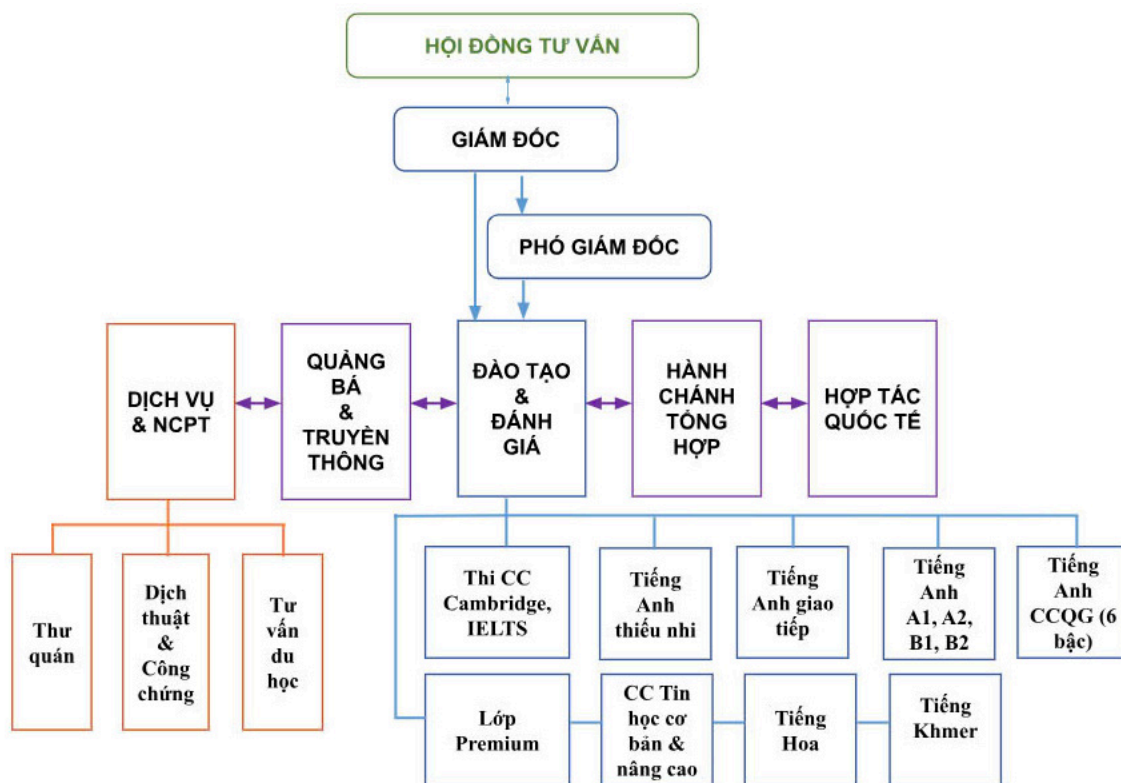 HỘI ĐỒNG TƯ VẤN
GIÁM ĐỐC
PHÓ GIÁM ĐỐC
DỊCH VỤ
& NCPT
QUẢNG
BÁ
&
TRUYỀN
THÔNG
ĐÀO TẠO
&
ĐÁNH
GIÁ
HÀNH
CHÁNH
TỔNG
HỢP
HỢP TÁC
QUỐC TẾ
Thư
quán
Dịch
thuật
&
Công
chứng
Tư
vấn
du
học
Thi CC
Cambridge,
IELTS
Tiếng
Anh
thiếu nhi
Tiếng
Anh giao
tiếp
Tiếng
Anh
A1, A2,
B1, B2
Tiếng
Anh
CCQG (6
bậc)
Lớp
Premium
CC Tin
học cơ
bản &
nâng cao
Tiếng
Hoa
Tiếng
Khmer